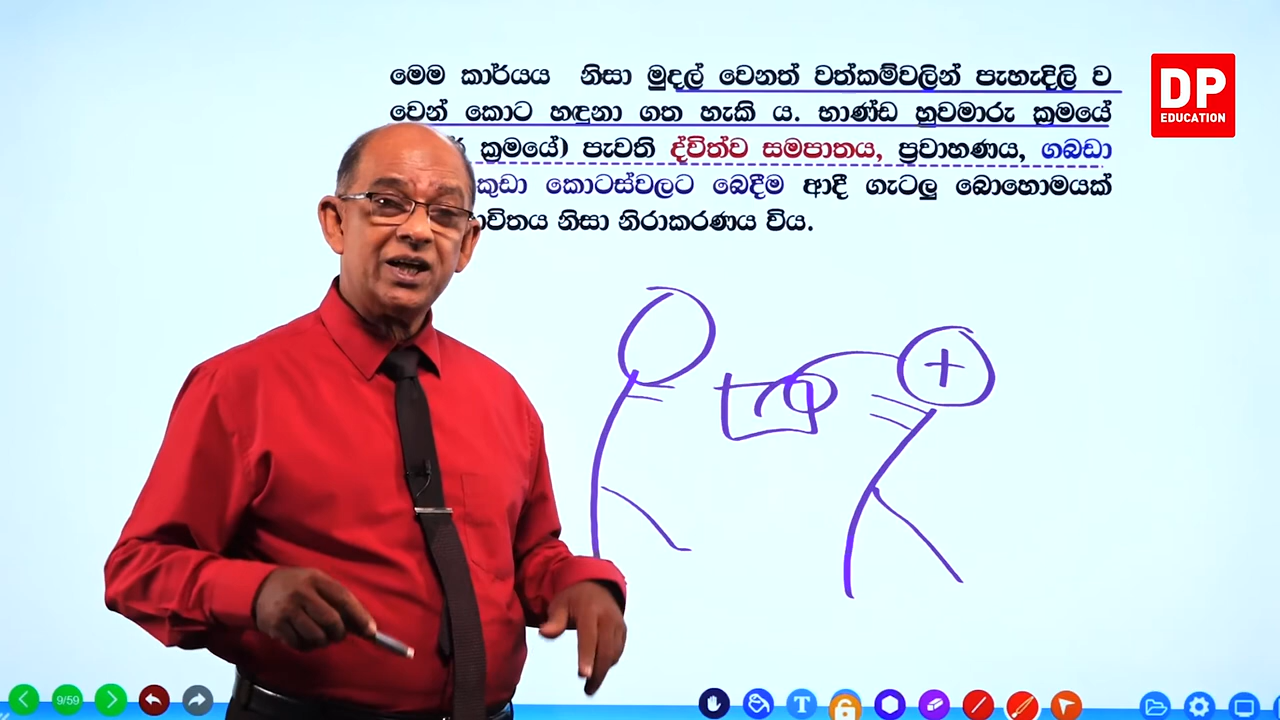 මෙම කාර්යය නිසා මුදල් වෙනත් වත්කම්වලින් පැහැදිලි ව
වෙන් කොට හඳුනා ගත හැකි ය. භාණ්ඩ හුවමාරු ක්‍රමයේ
ක්‍රමයේ) පැවති ද්විත්ව සමපාතය, ප්‍රවාහණය, ගබඩා
කුඩා කොටස්වලට බෙදීම ආදී ගැටලු බොහොමයක්
නිසා නිරාකරණය විය.
DP
EDUCATION
9/59
T